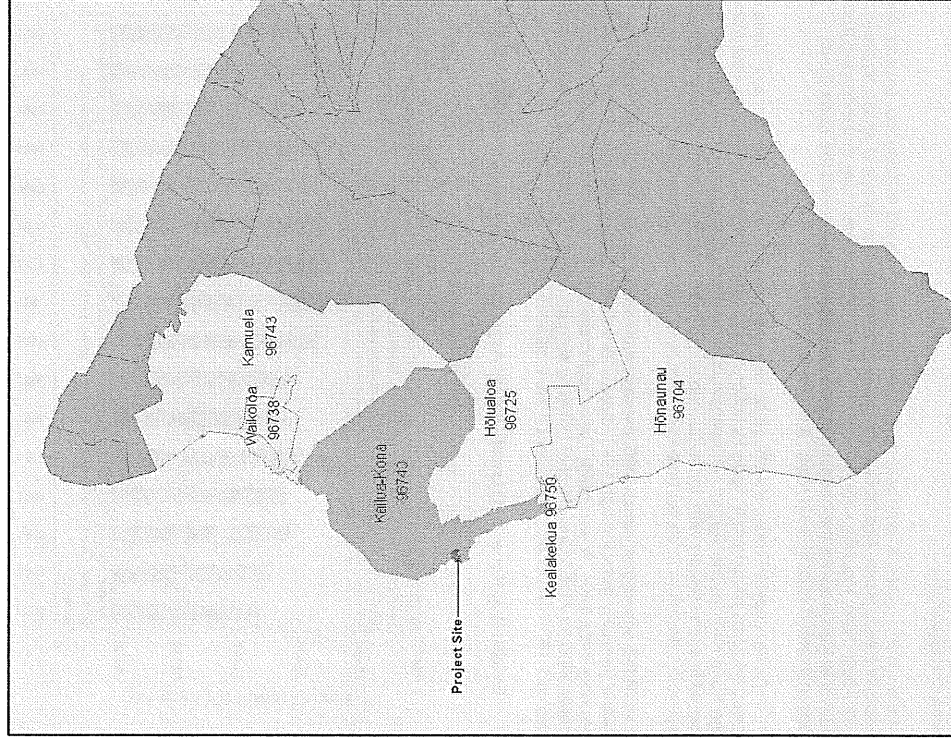 Kamuela
96743
Waikoloa
96738
Kailua-Kona
96740
Hōlualoa
96725
Project Site
Kealakekua 96750
Hōnaunau
96704